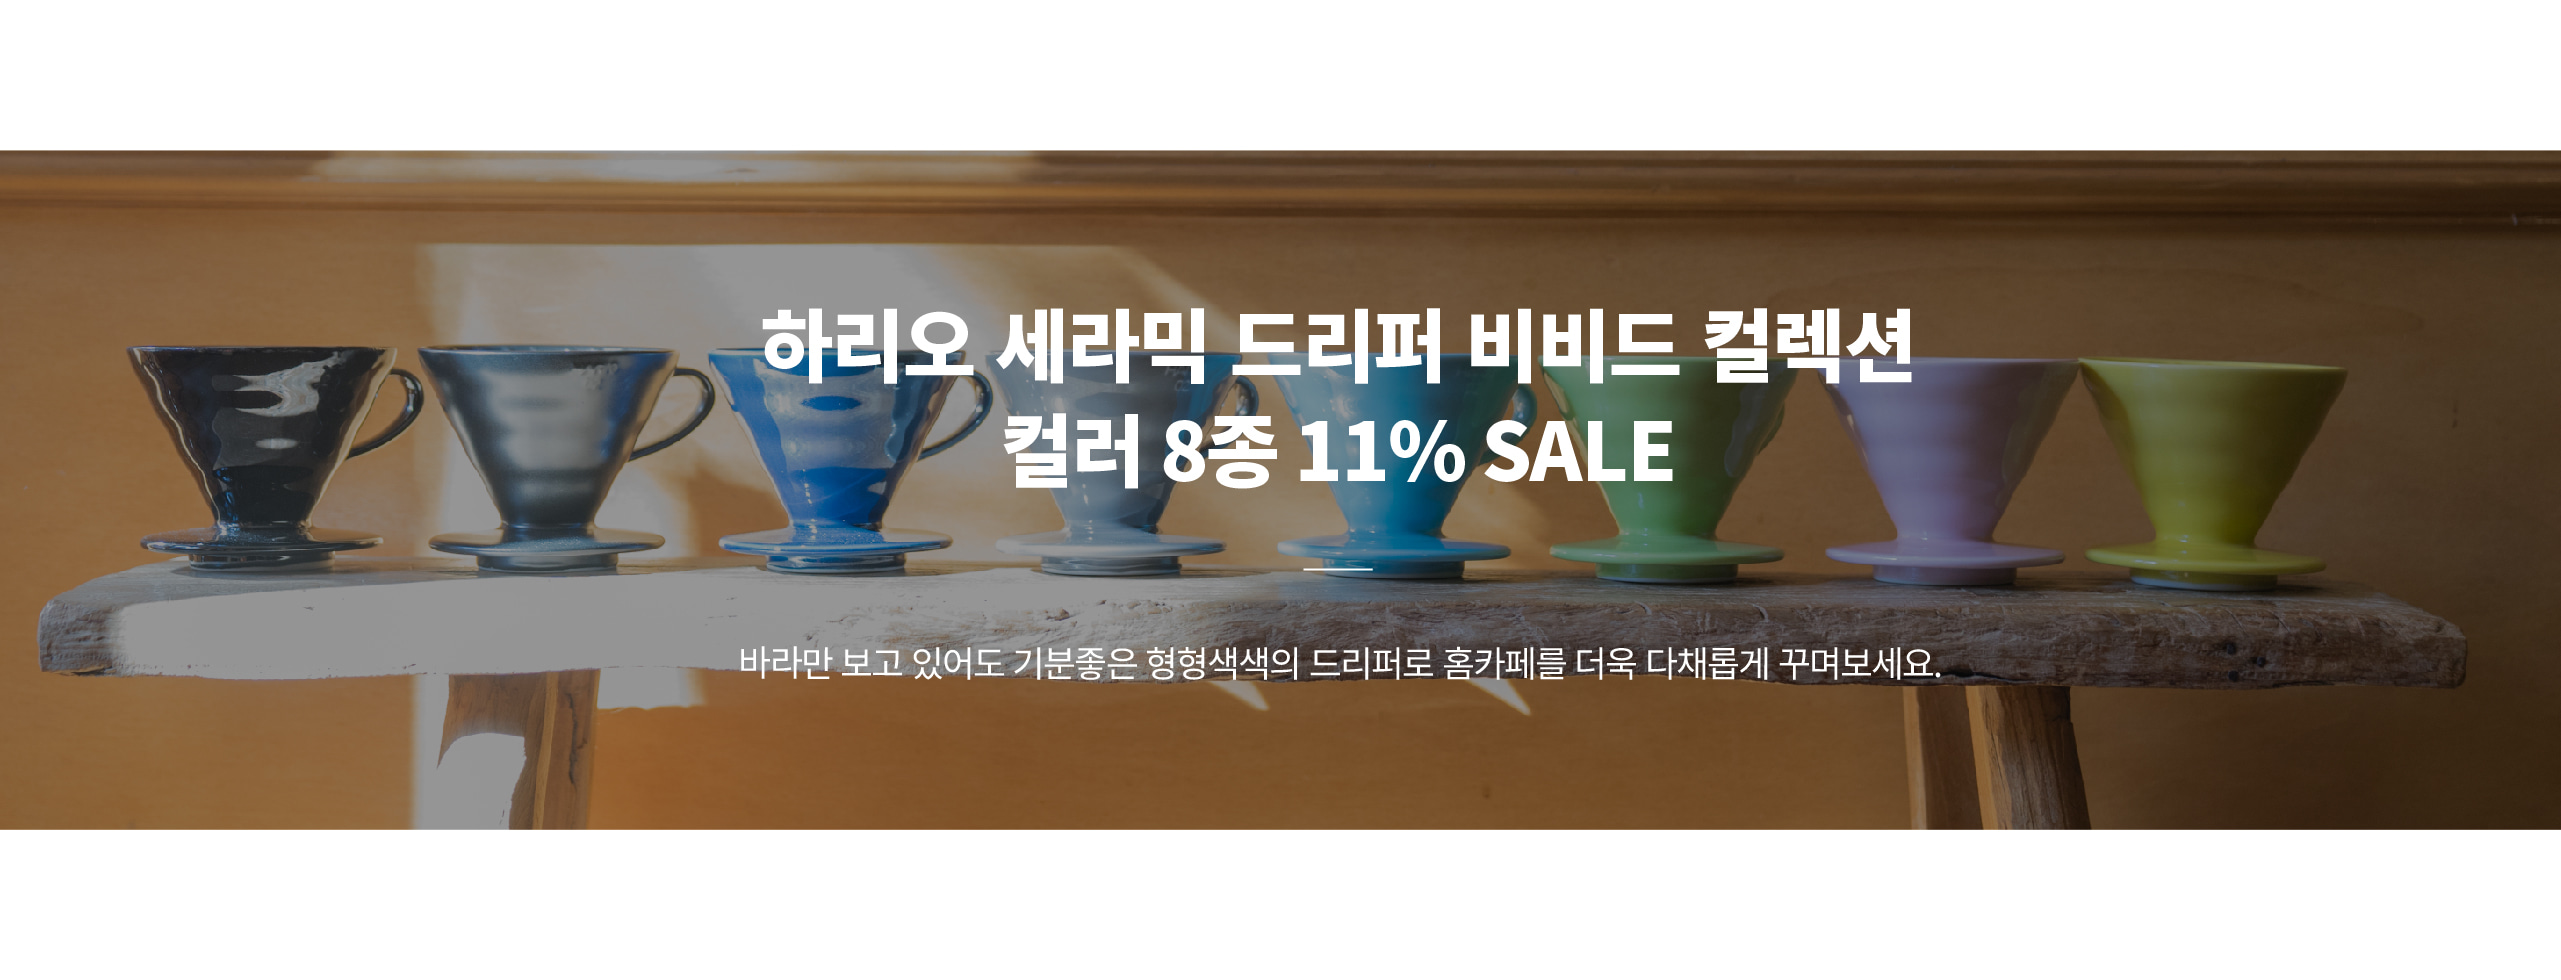 하리오 세라믹 드리퍼 비비드 컬렉션
컬러 8종 11% SALE
바라만 보고 있어도 기분좋은 형형색색의 드리퍼로 홈카페를 더욱 다채롭게 꾸며보세요.